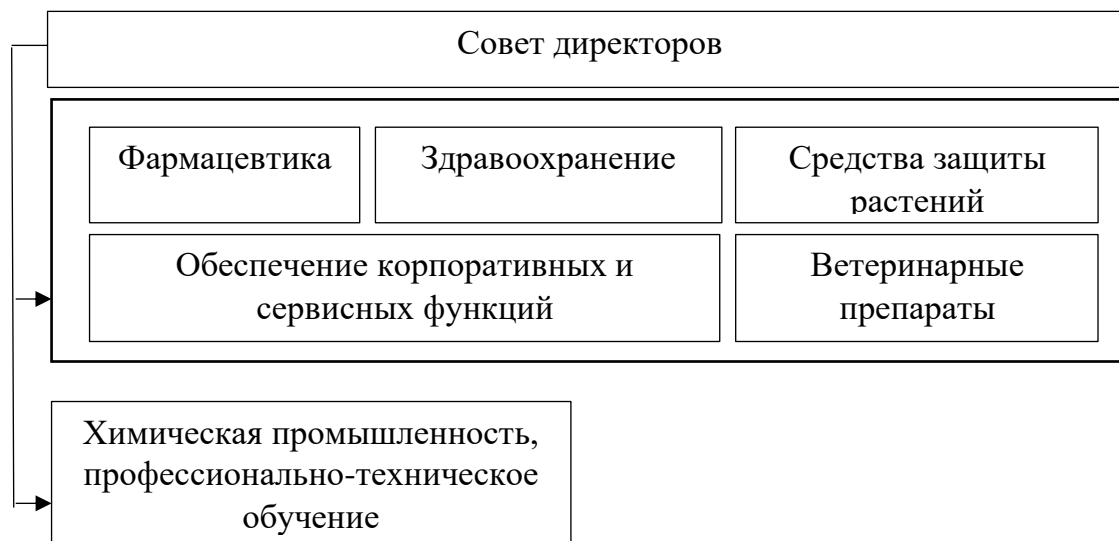 Совет директоров
Фармацевтика
Здравоохранение
Средства защиты
растений
Обеспечение корпоративных и
сервисных функций
Ветеринарные
препараты
Химическая промышленность,
профессионально-техническое
обучение